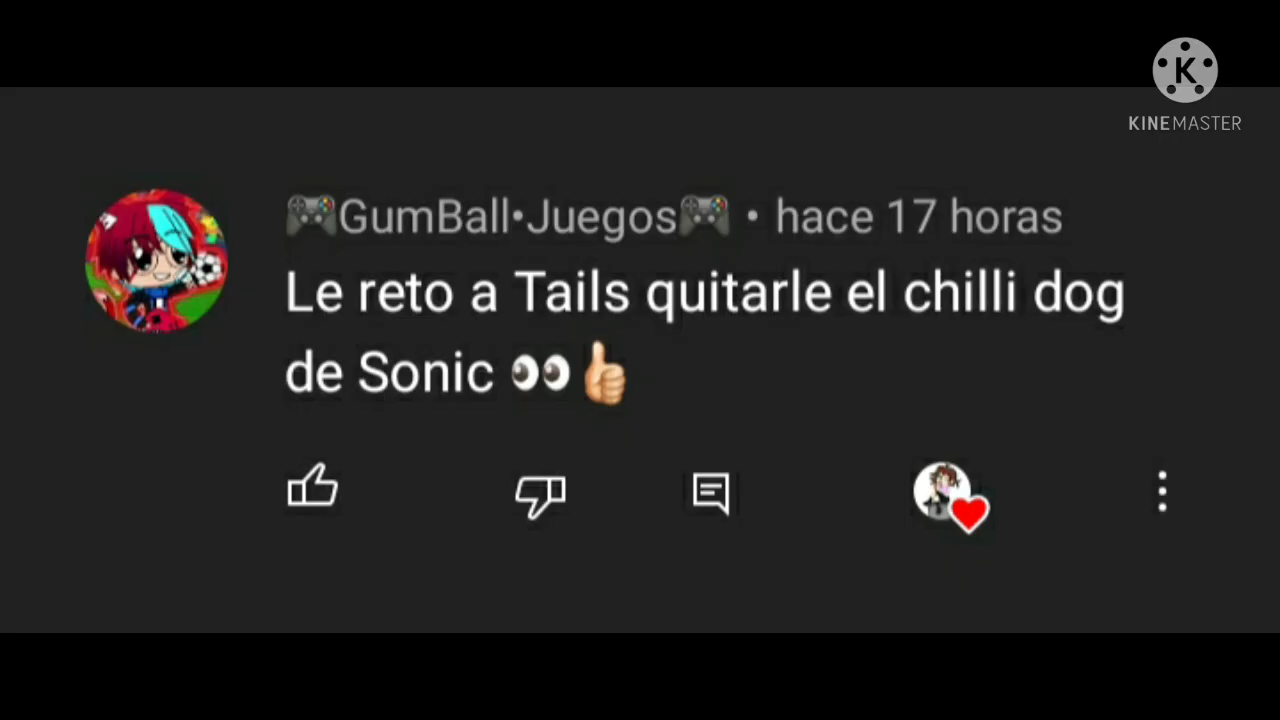 K
KINEMASTER
🎮GumBall•Juegos🎮 • hace 17 horas
Le reto a Tails quitarle el chilli dog
de Sonic 👀👍🏻